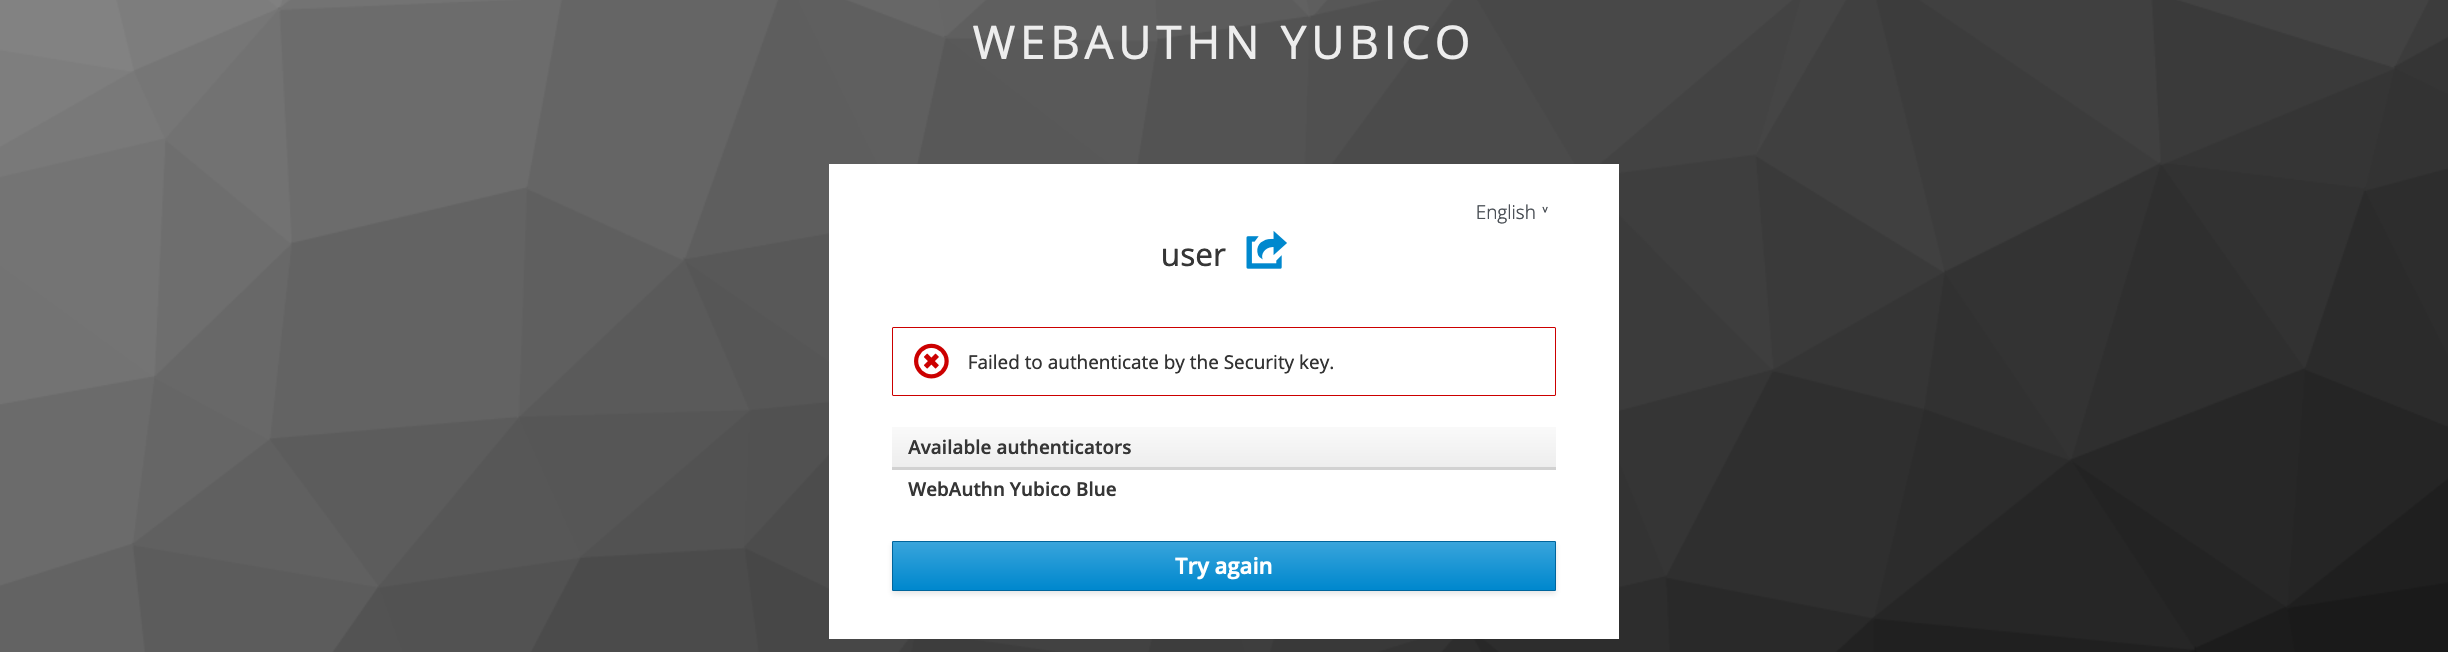 WEBAUTHN YUBICO
English ˅
user
Failed to authenticate by the Security key.
Available authenticators
WebAuthn Yubico Blue
Try again